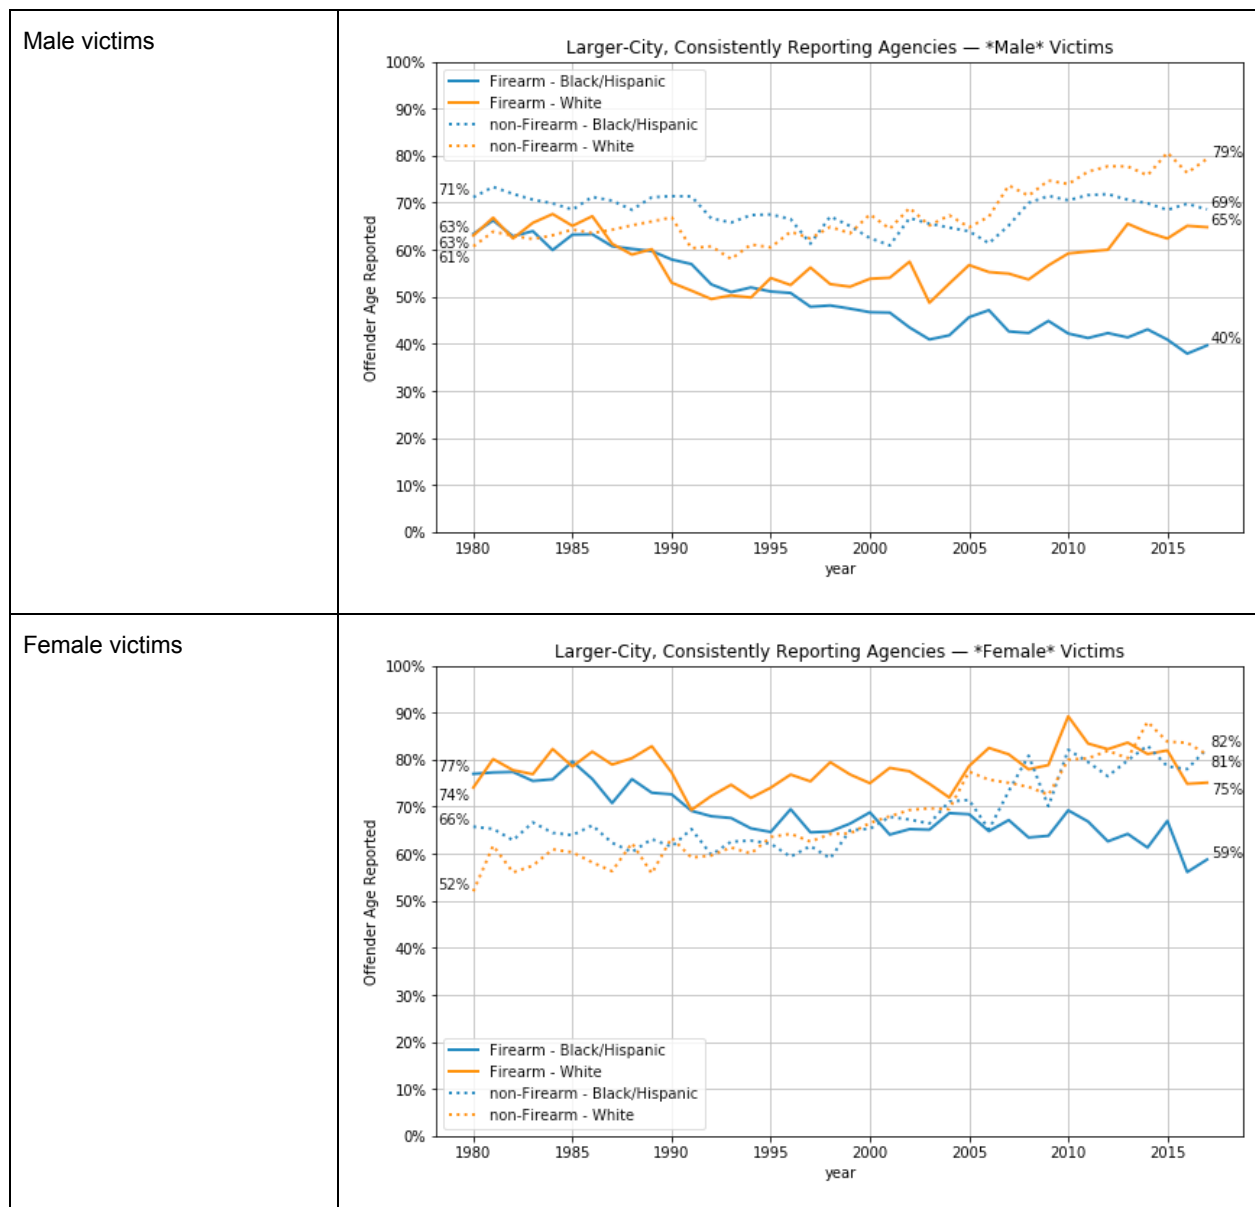 Male victims
Larger-City, Consistently Reporting Agencies — *Male* Victims
100%
90%
80%
70%
60%
50%
40%
30%
20%
10%
0%
Offender Age Reported
Firearm - Black/Hispanic
Firearm - White
non-Firearm - Black/Hispanic
non-Firearm - White
71%
63%
63%
61%
79%
69%
65%
40%
1980 1985 1990 1995 2000 2005 2010 2015
year
Female victims
Larger-City, Consistently Reporting Agencies — *Female* Victims
100%
90%
80%
70%
60%
50%
40%
30%
20%
10%
0%
Offender Age Reported
77%
74%
66%
52%
82%
81%
75%
59%
Firearm - Black/Hispanic
Firearm - White
non-Firearm - Black/Hispanic
non-Firearm - White
1980 1985 1990 1995 2000 2005 2010 2015
year